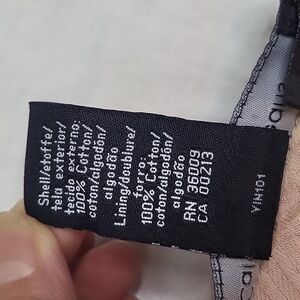 Shell/etoffe/
tela exterior/
tecido externo:
100% Cotton/
coton/algodón/
algodão
Lining/doublure/
forro:
100% Cotton/
coton/algodón/
algodão
RN 36009
CA 00213
YIN101